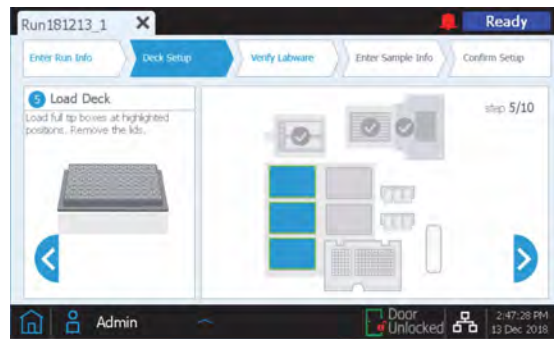 Run181213_1
Ready
Enter Run Info
Deck Setup
Verify Labware
Enter Sample Info
Confirm Setup
5 Load Deck
Load full tip boxes at highlighted
positions. Remove the lids.
step 5/10
Admin
Door
Unlocked
2:47:28 PM
13 Dec 2018